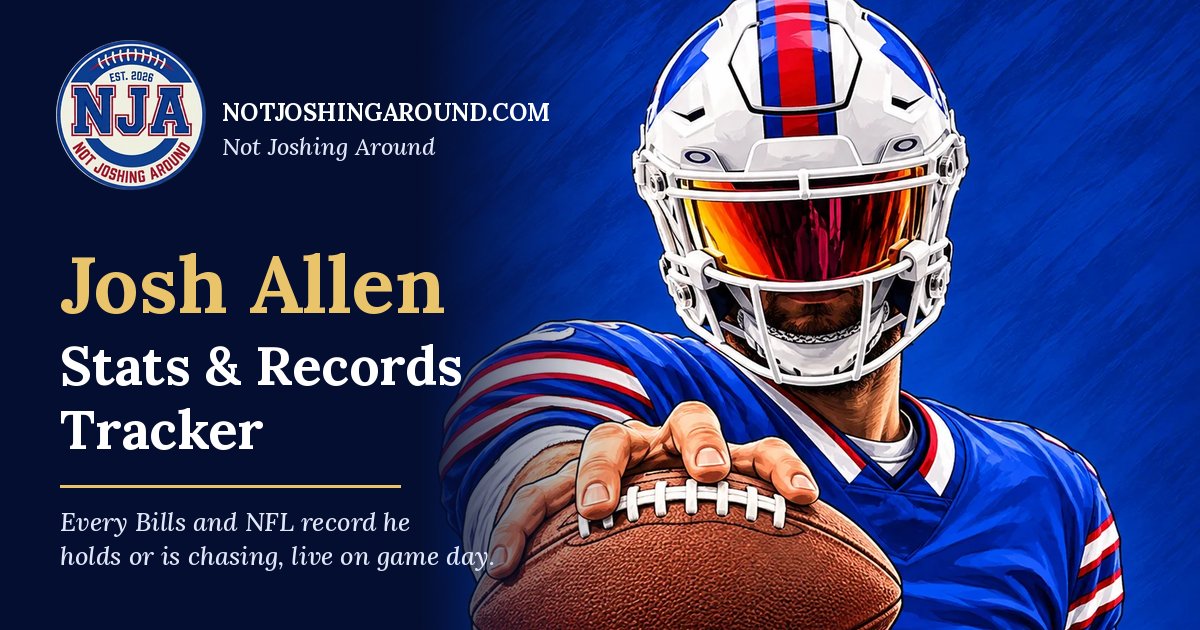 EST. 2026
NJA
NOT JOSHING AROUND
NOTJOSHINGAROUND.COM
Not Joshing Around
Josh Allen
Stats & Records
Tracker
Every Bills and NFL record he
holds or is chasing, live on game day.